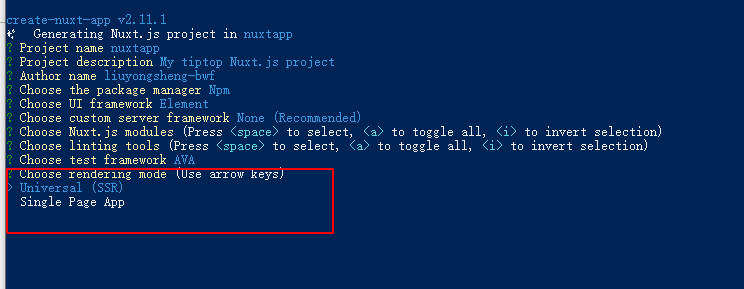 create-nuxt-app v2.11.1
✨  Generating Nuxt.js project in nuxtapp
? Project name nuxtapp
? Project description My tiptop Nuxt.js project
? Author name liuyongsheng-bwf
? Choose the package manager Npm
? Choose UI framework Element
? Choose custom server framework None (Recommended)
? Choose Nuxt.js modules (Press <space> to select, <a> to toggle all, <i> to invert selection)
? Choose linting tools (Press <space> to select, <a> to toggle all, <i> to invert selection)
? Choose test framework AVA
? Choose rendering mode (Use arrow keys)
> Universal (SSR)
Single Page App